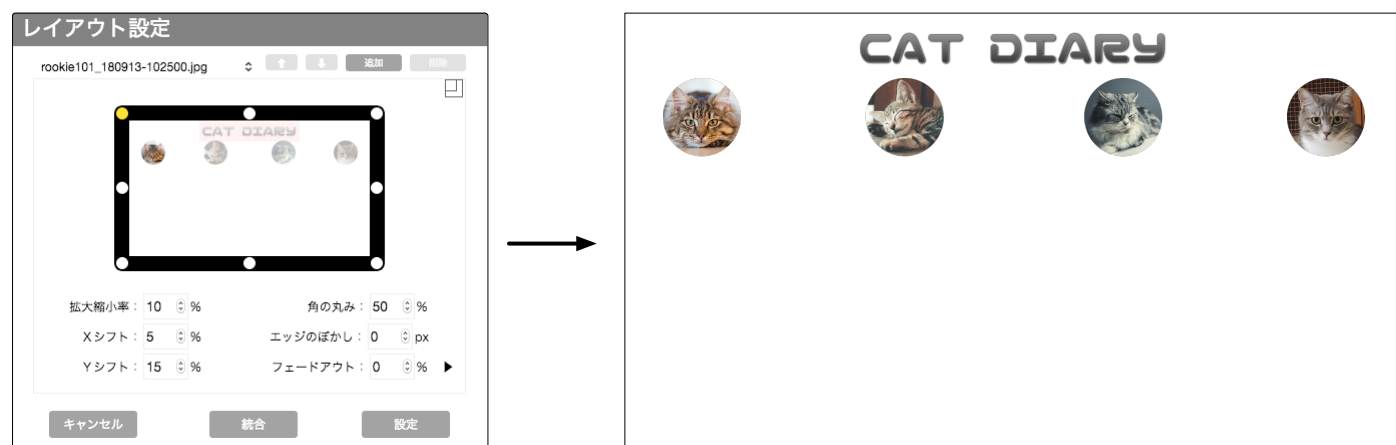 レイアウト設定
rookie101_180913-102500.jpg 追加 削除
CAT DIARY
拡大縮小率： 10 % 角の丸み： 50 %
Xシフト： 5 % エッジのぼかし： 0 px
Yシフト： 15 % フェードアウト： 0 %
キャンセル 統合 設定
CAT DIARY